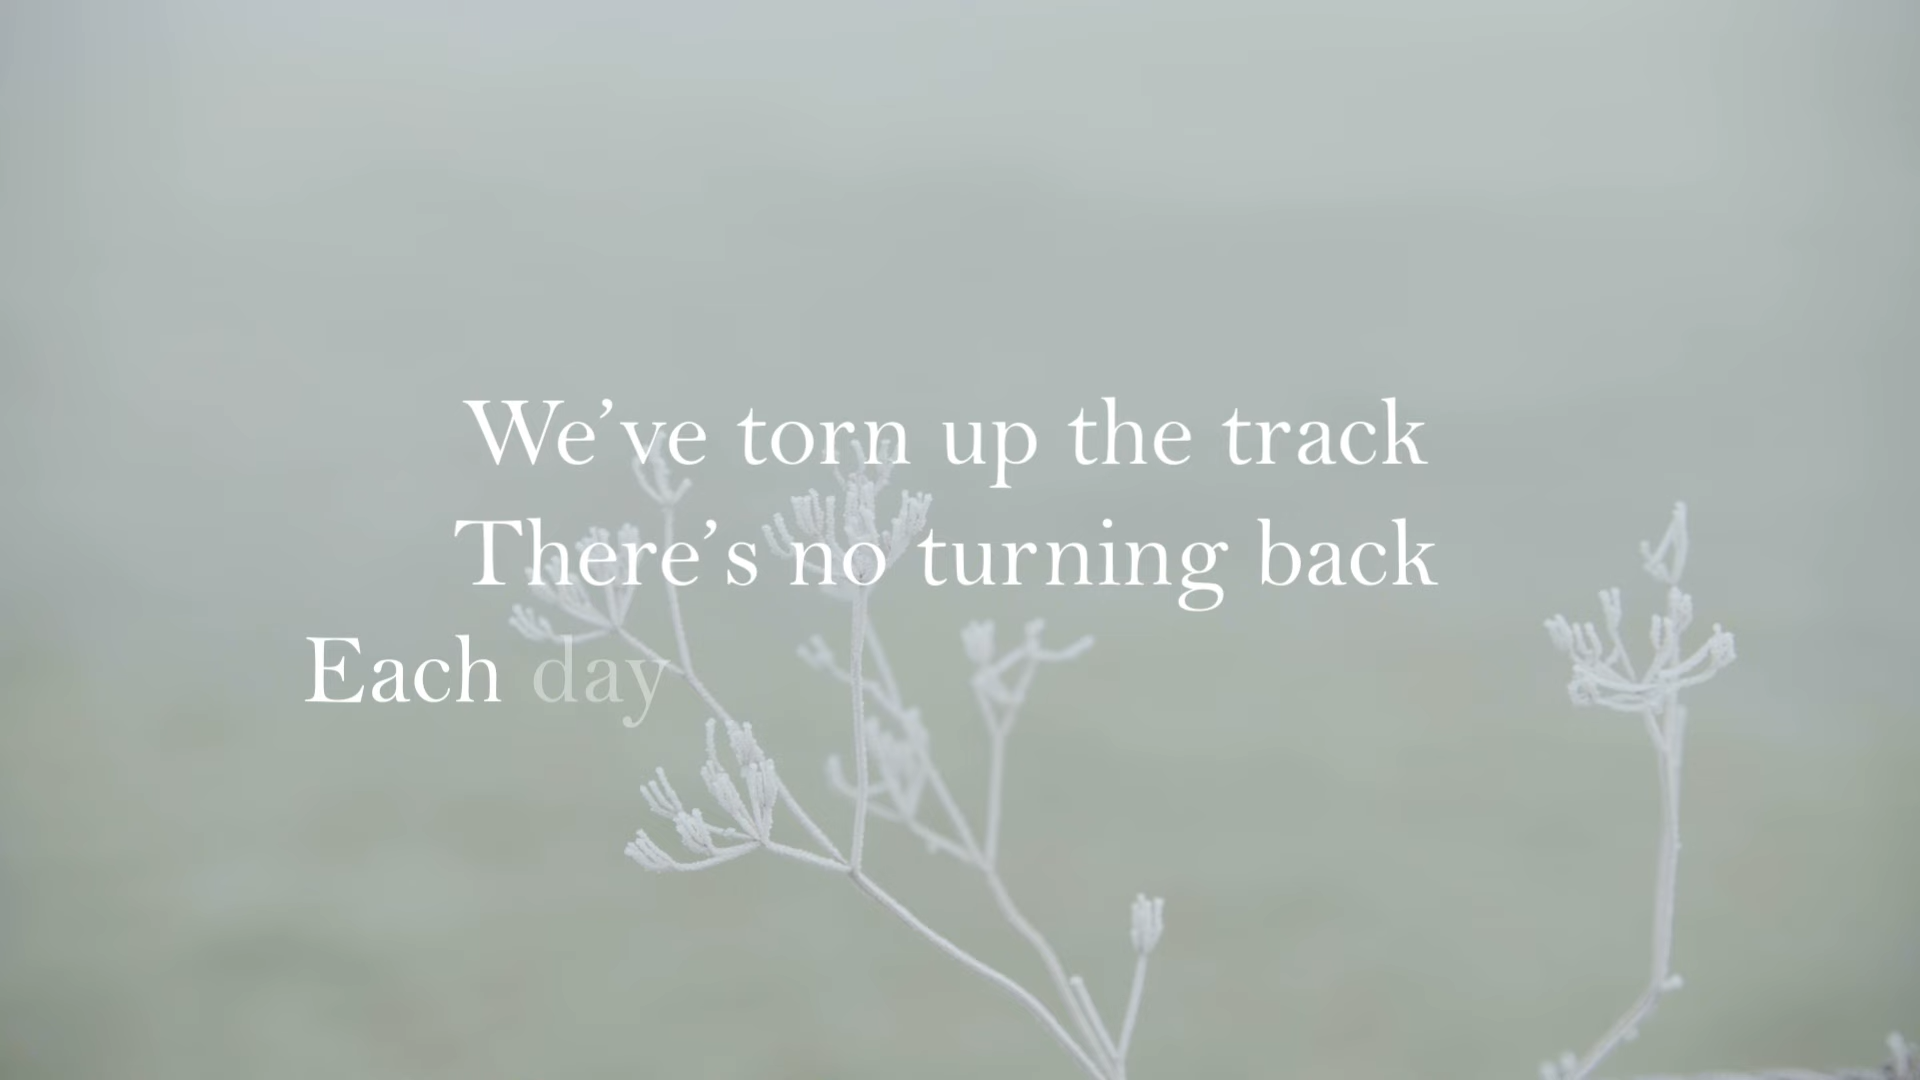 We’ve torn up the track
There’s no turning back
Each day